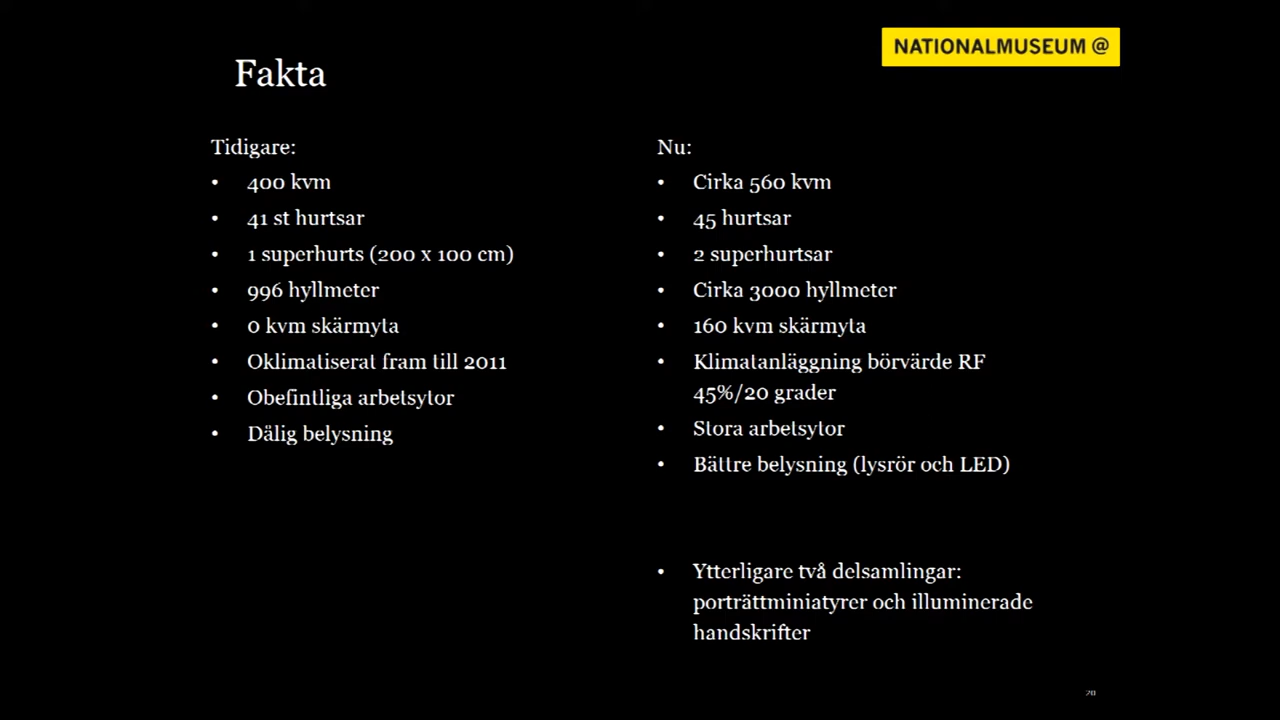 NATIONALMUSEUM @
Fakta
Tidigare:
• 400 kvm
• 41 st hurtsar
• 1 superhurts (200 x 100 cm)
• 996 hyllmeter
• 0 kvm skärmyta
• Oklimatiserat fram till 2011
• Obefintliga arbetsytor
• Dålig belysning
Nu:
• Cirka 560 kvm
• 45 hurtsar
• 2 superhurtsar
• Cirka 3000 hyllmeter
• 160 kvm skärmyta
• Klimatanläggning börvärde RF
45%/20 grader
• Stora arbetsytor
• Bättre belysning (lysrör och LED)
• Ytterligare två delsamlingar:
porträttminiatyrer och illuminerade
handskrifter
20